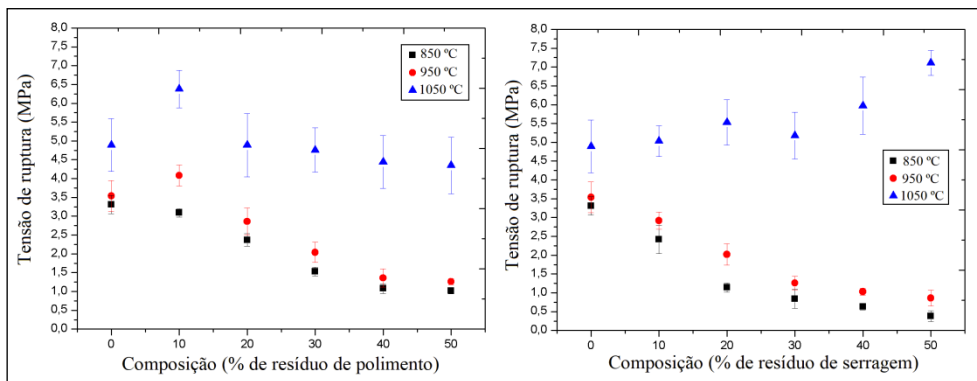 8,0
7,5
7,0
6,5
6,0
5,5
5,0
4,5
4,0
3,5
3,0
2,5
2,0
1,5
1,0
0,5
0,0
Tensão de ruptura (MPa)
850 ºC
950 ºC
1050 ºC
0 10 20 30 40 50
Composição (% de resíduo de polimento)
8,0
7,5
7,0
6,5
6,0
5,5
5,0
4,5
4,0
3,5
3,0
2,5
2,0
1,5
1,0
0,5
0,0
Tensão de ruptura (MPa)
850 ºC
950 ºC
1050 ºC
0 10 20 30 40 50
Composição (% de resíduo de serragem)